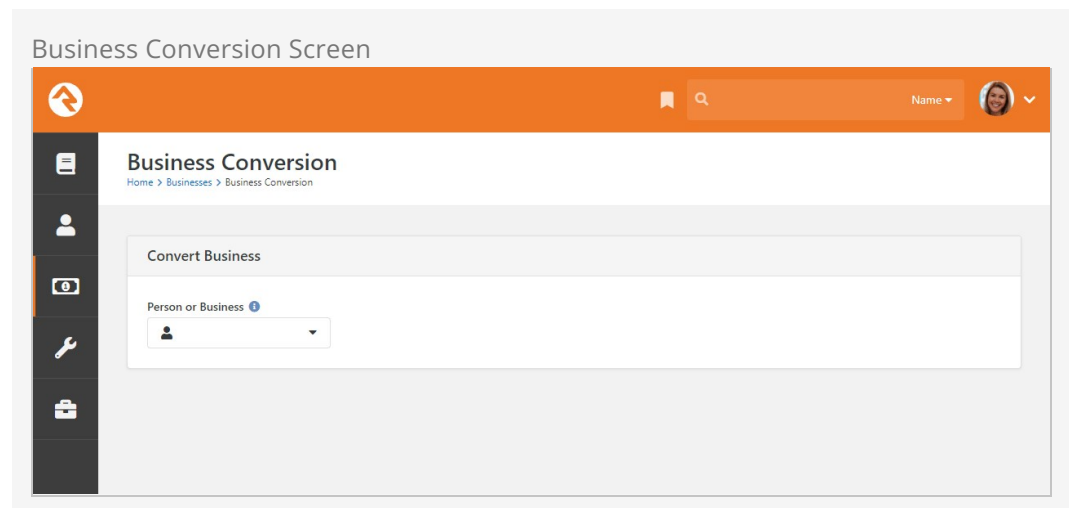 Business Conversion Screen
Name
Business Conversion
Home > Businesses > Business Conversion
Convert Business
Person or Business